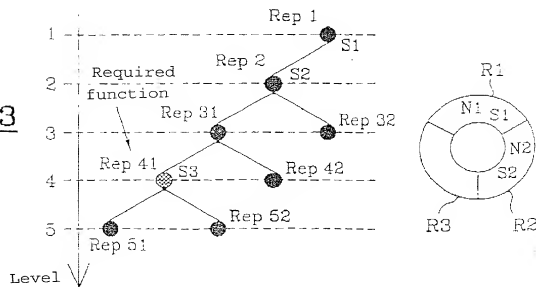 Rep 1
1
S1
Rep 2
S2
2
Required
function
Rep 31
Rep 32
3
3
Rep 41
S3
Rep 42
4
Rep 52
5
Rep 51
Level
R1
N1
S1
N2
S2
R3
R2